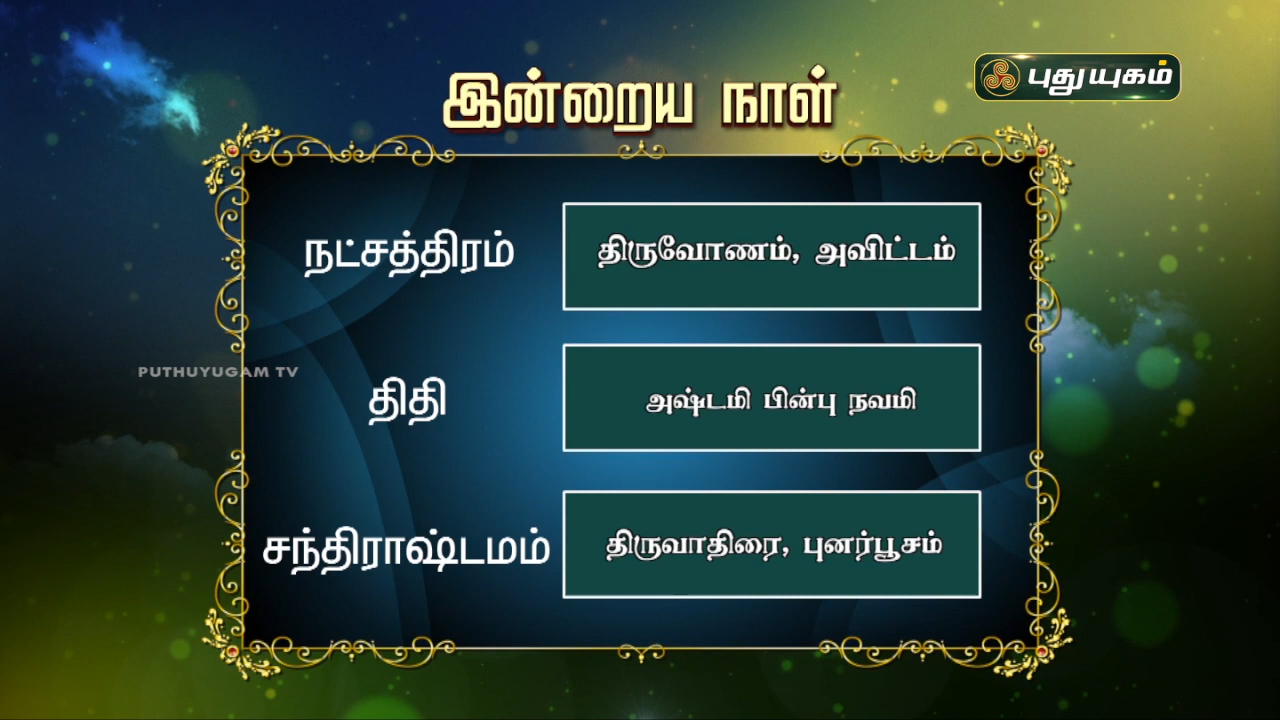 இன்றைய நாள்
புதுயுகம்
நட்சத்திரம் திருவோணம், அவிட்டம்
PUTHUYUGAM TV
திதி அஷ்டமி பின்பு நவமி
சந்திராஷ்டமம் திருவாதிரை, புனர்பூசம்